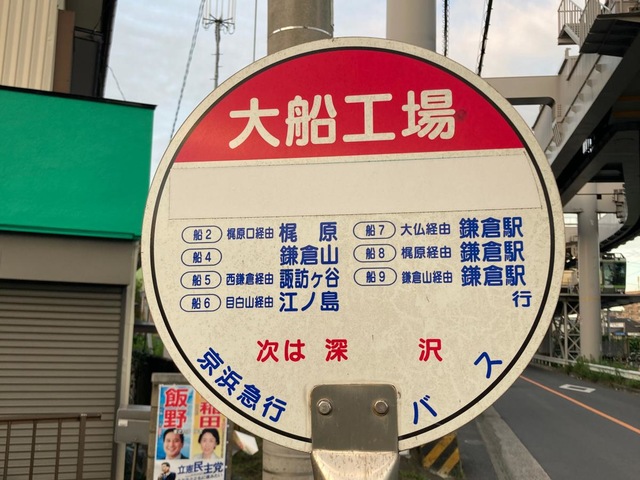 大船工場
船2 梶原口経由 梶原
船4 鎌倉山
船5 西鎌倉経由 諏訪ヶ谷
船6 目白山経由 江ノ島
船7 大仏経由 鎌倉駅
船8 梶原経由 鎌倉駅
船9 鎌倉山経由 鎌倉駅
行
次は 深沢
京浜急行バス
飯野
稲田
立憲民主党